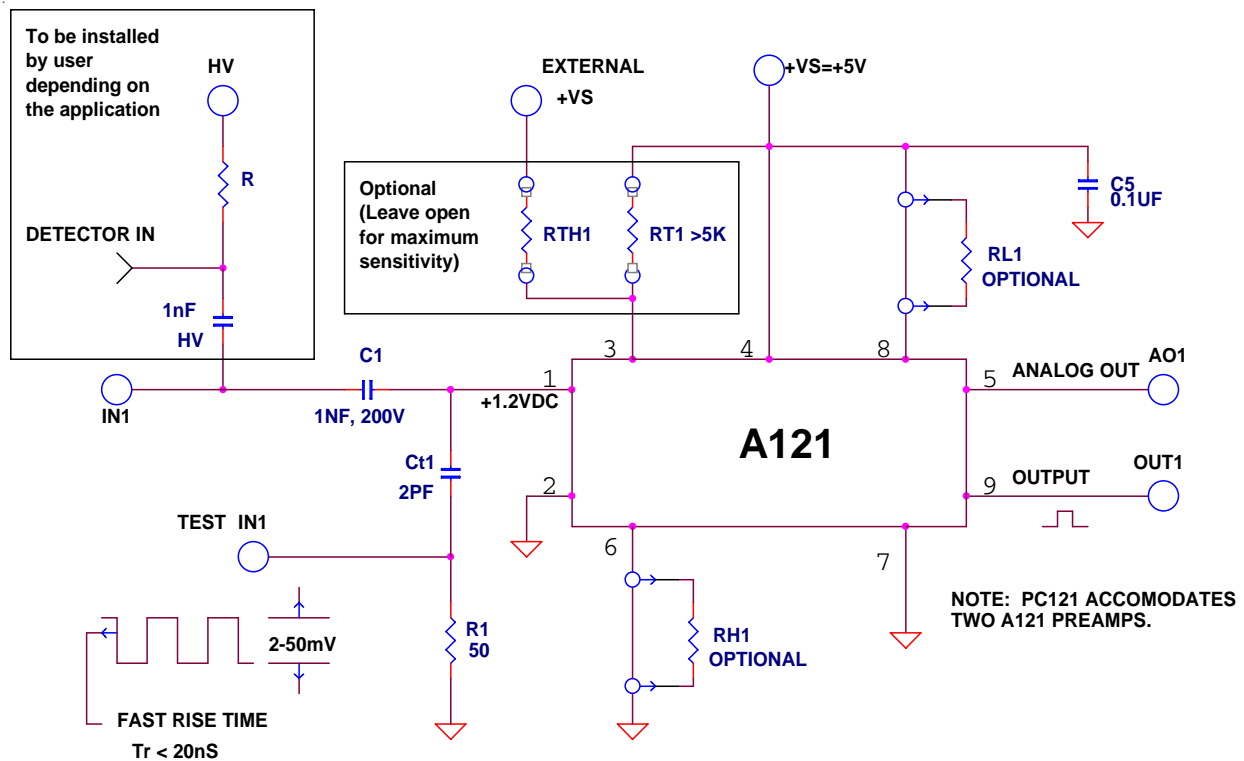 To be installed
by user
depending on
the application
HV
R
DETECTOR IN
1nF
HV
IN1
C1
1NF, 200V
EXTERNAL
+VS
+VS=+5V
Optional
(Leave open
for maximum
sensitivity)
RTH1
RT1 >5K
C5
0.1UF
RL1
OPTIONAL
3
4
8
1
+1.2VDC
2
A121
5
ANALOG OUT
AO1
9
OUTPUT
OUT1
6
7
Ct1
2PF
TEST IN1
R1
50
2-50mV
FAST RISE TIME
Tr < 20nS
RH1
OPTIONAL
NOTE: PC121 ACCOMODATES
TWO A121 PREAMPS.